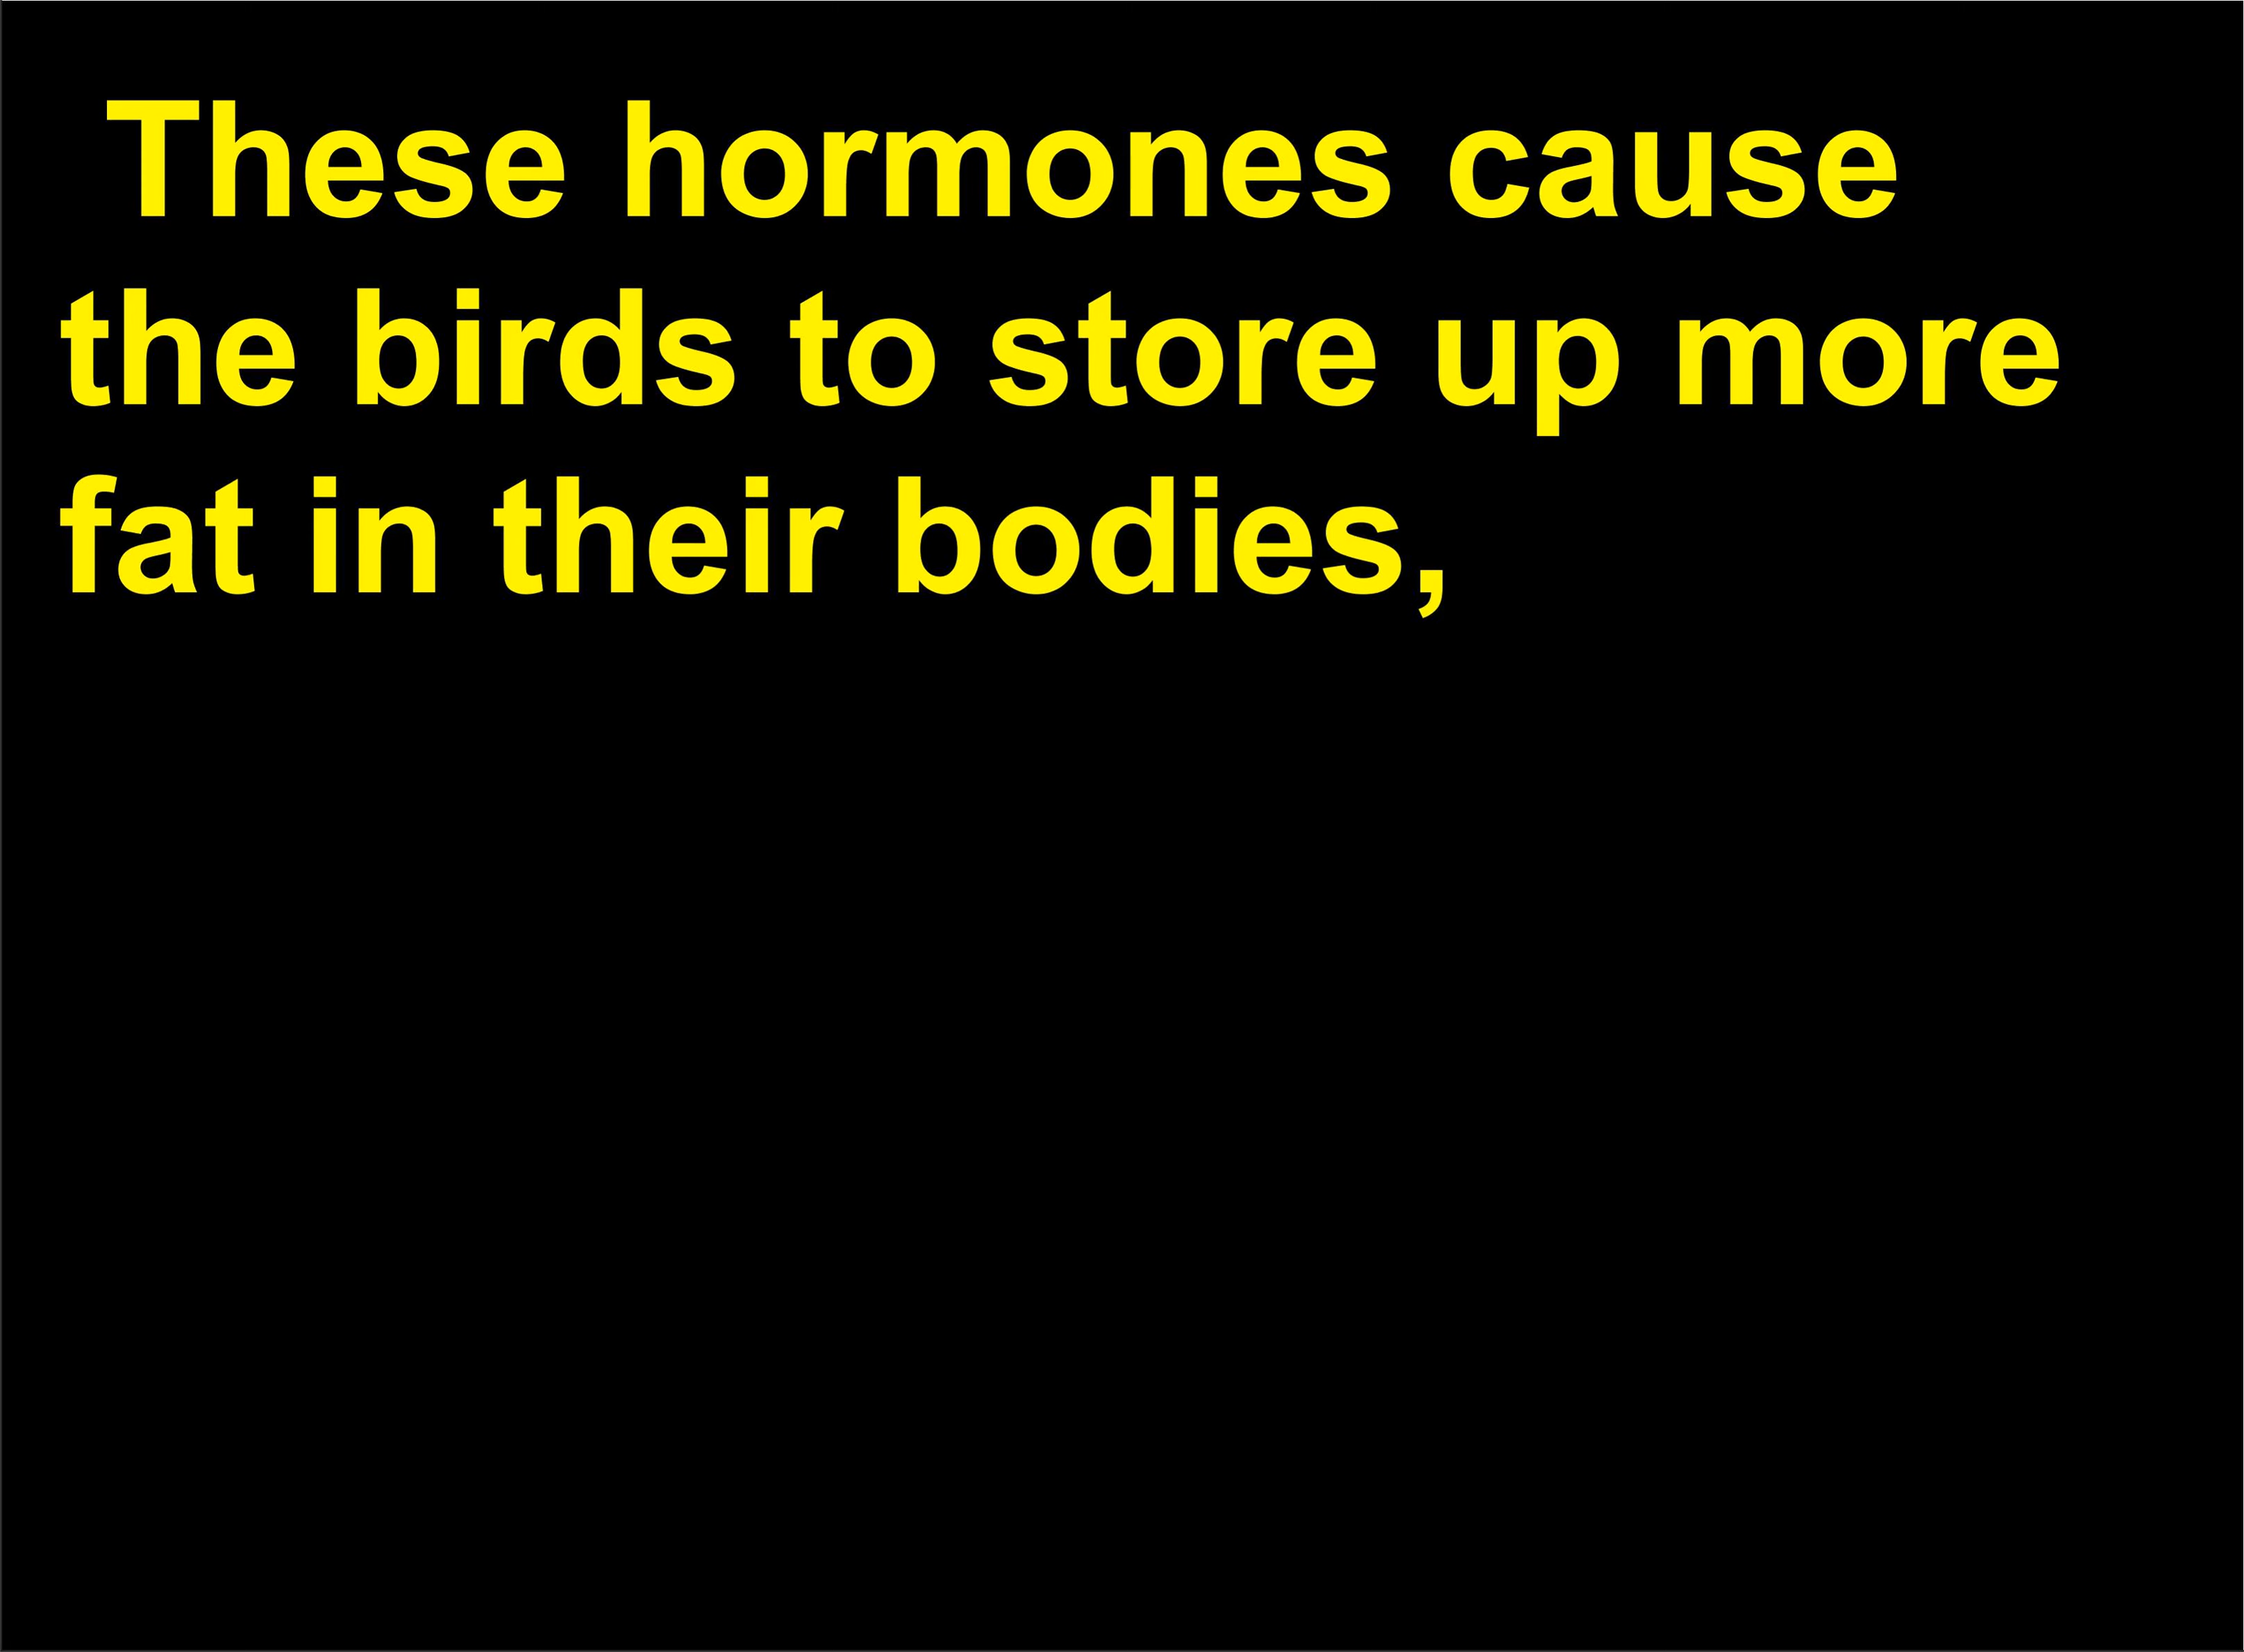 These hormones cause
the birds to store up more
fat in their bodies,